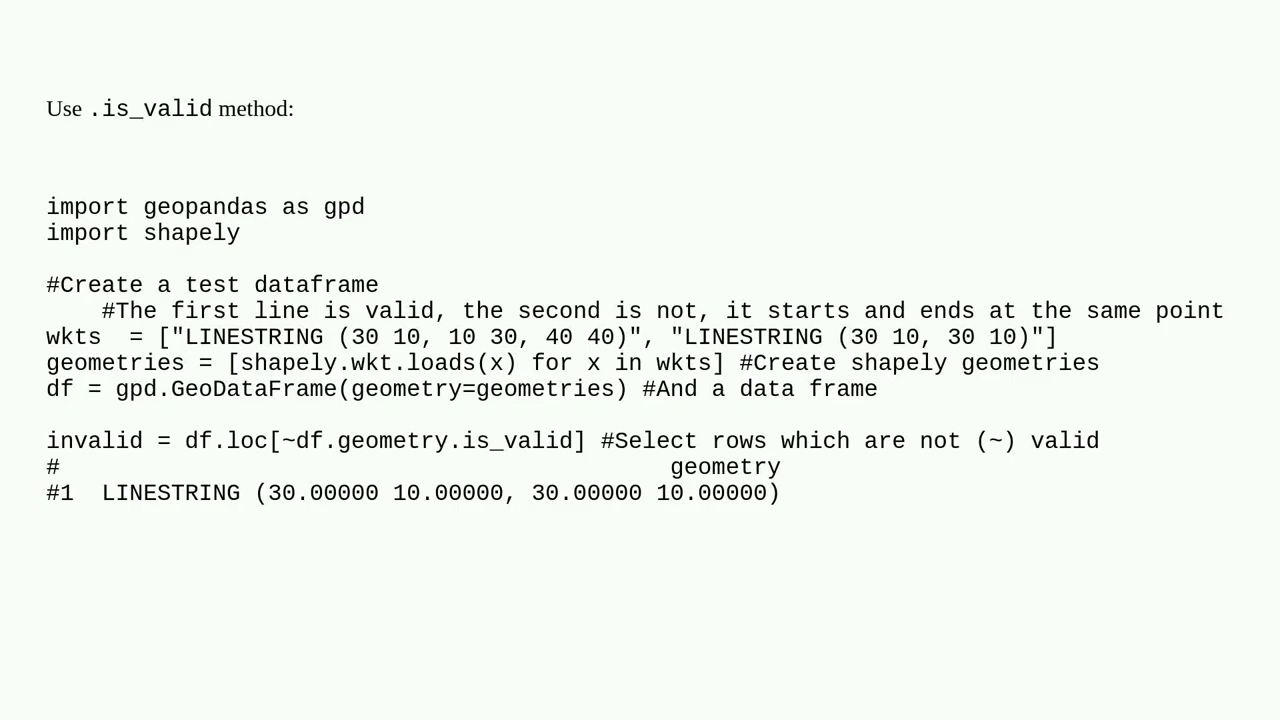 Use .is_valid method:
import geopandas as gpd
import shapely
#Create a test dataframe
    #The first line is valid, the second is not, it starts and ends at the same point
wkts  = ["LINESTRING (30 10, 10 30, 40 40)", "LINESTRING (30 10, 30 10)"]
geometries = [shapely.wkt.loads(x) for x in wkts] #Create shapely geometries
df = gpd.GeoDataFrame(geometry=geometries) #And a data frame
invalid = df.loc[~df.geometry.is_valid] #Select rows which are not (~) valid
#                                            geometry
#1  LINESTRING (30.00000 10.00000, 30.00000 10.00000)